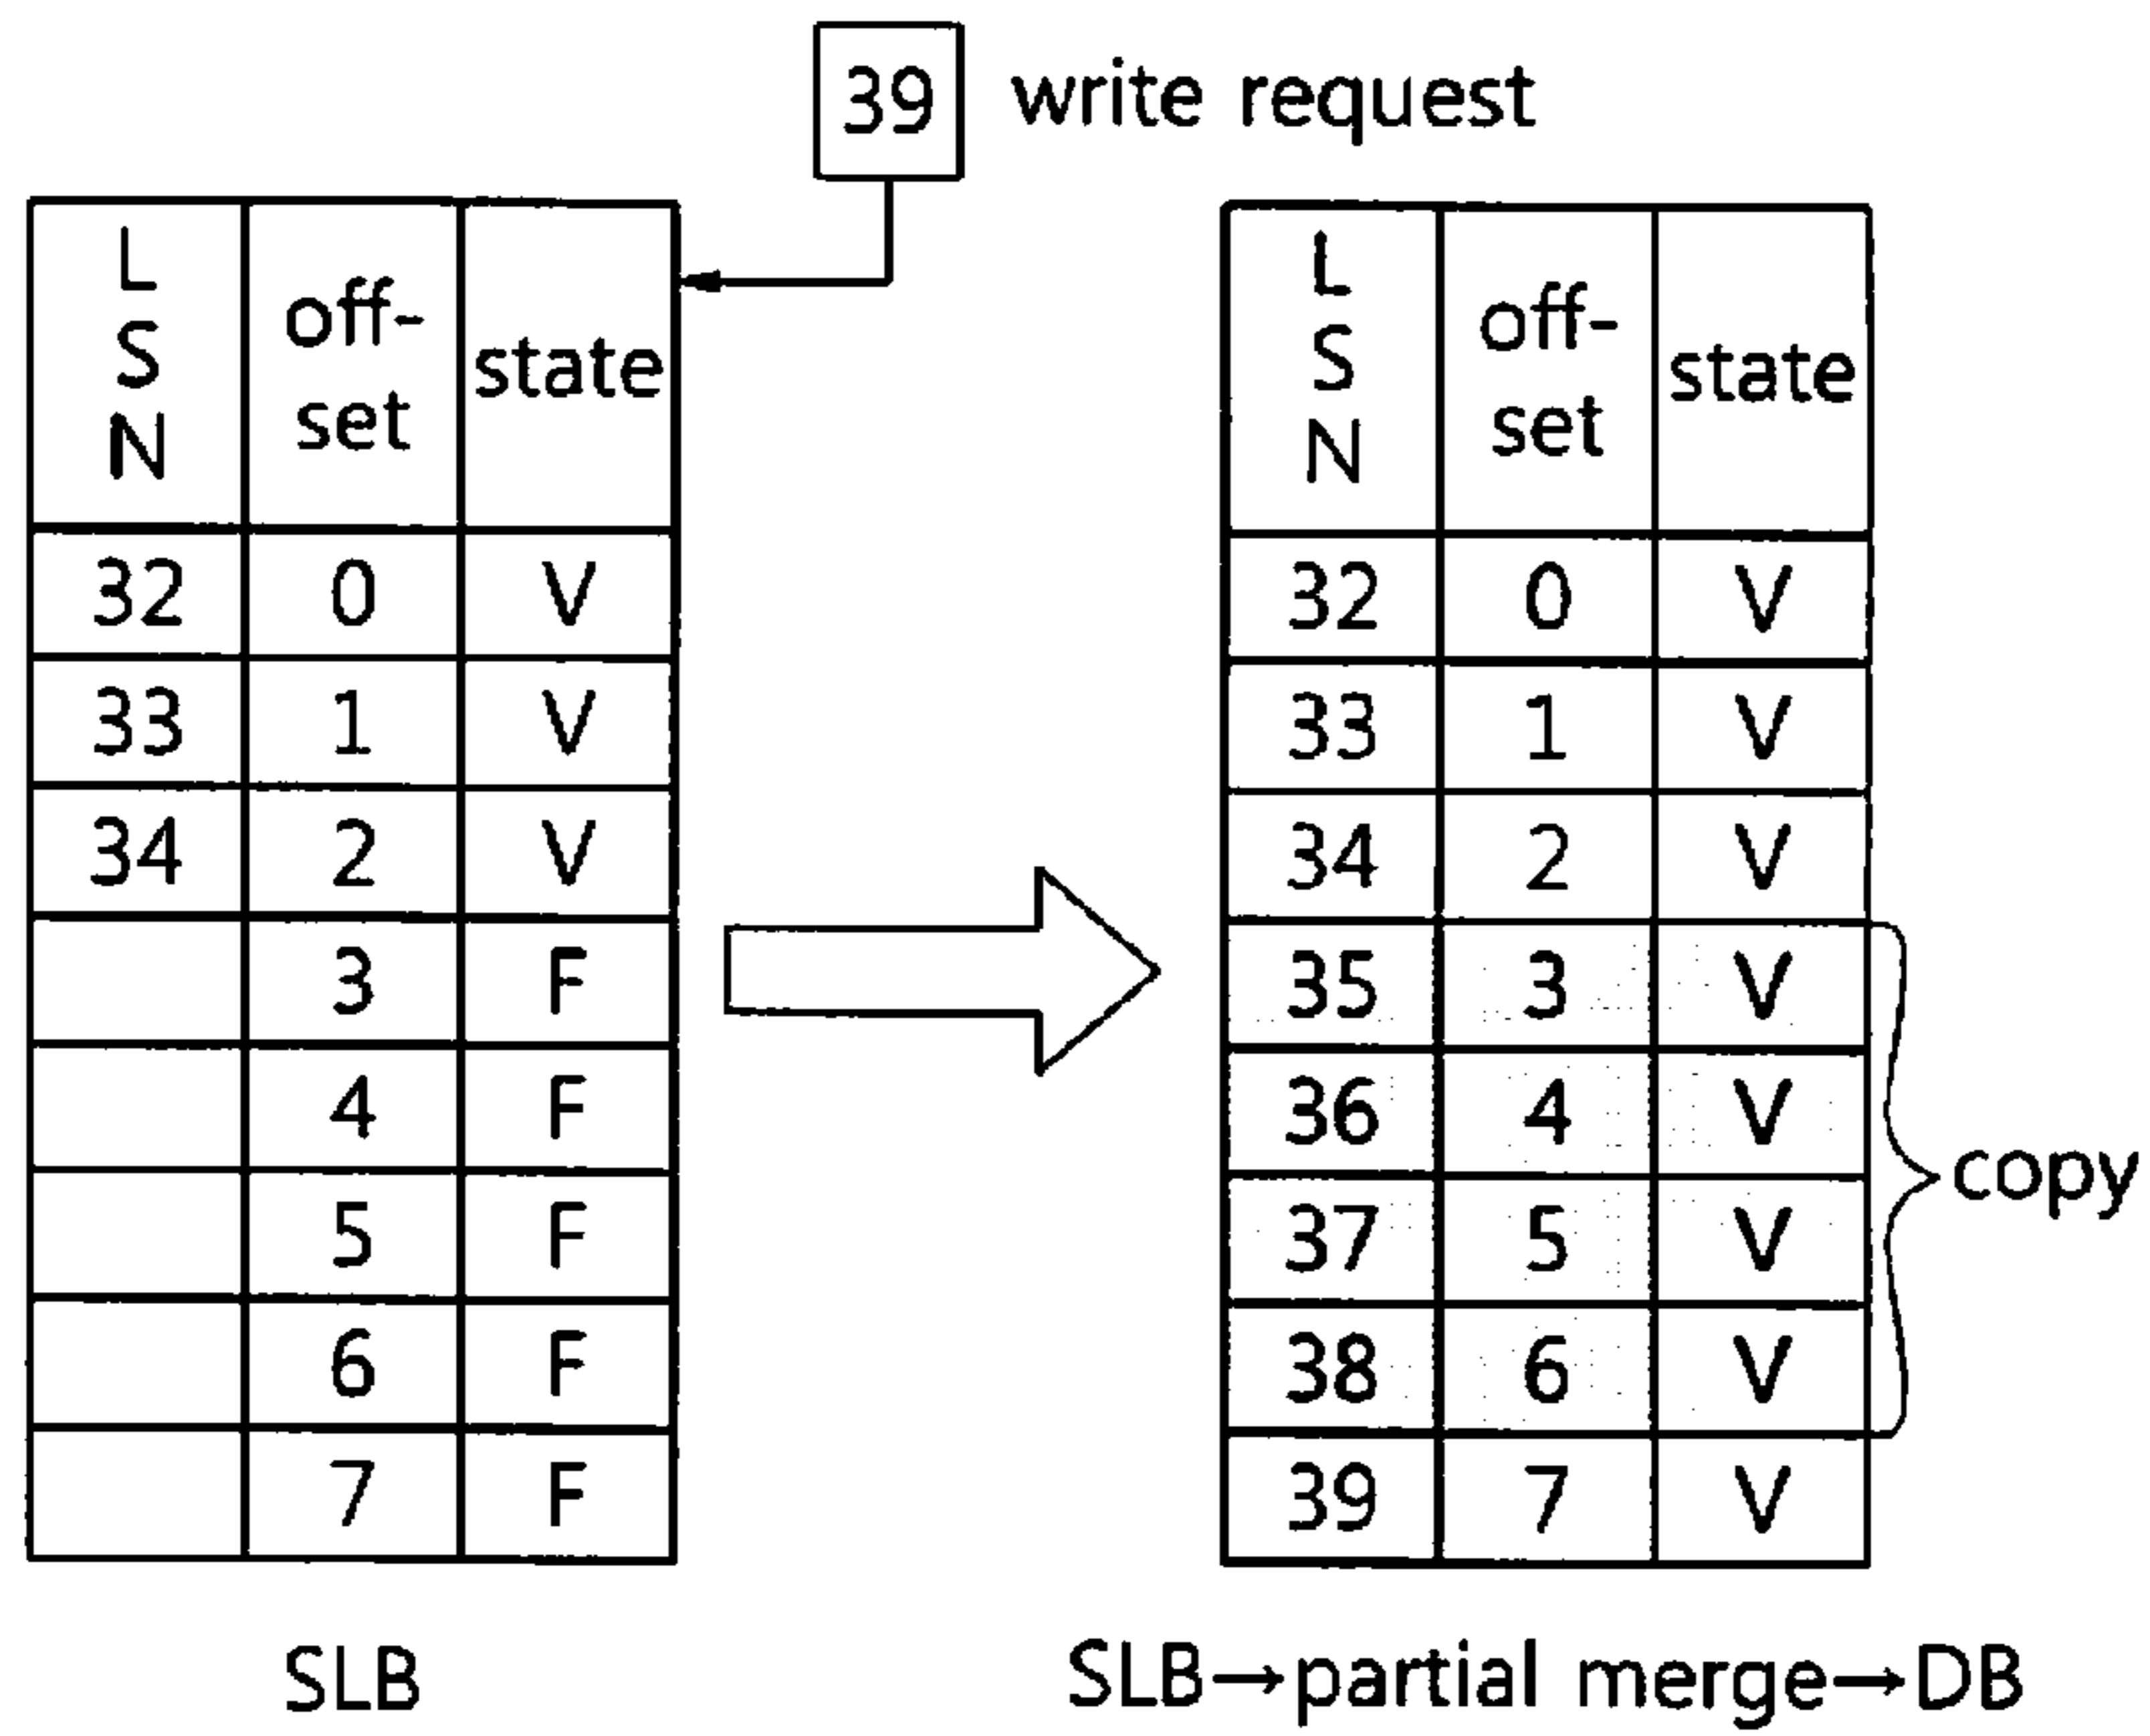 39 write request
LSN off-set state
32 0 V
33 1 V
34 2 V
3 F
4 F
5 F
6 F
7 F
SLB
LSN off-set state
32 0 V
33 1 V
34 2 V
35 3 V
36 4 V
37 5 V
38 6 V
39 7 V
copy
SLB→partial merge→DB